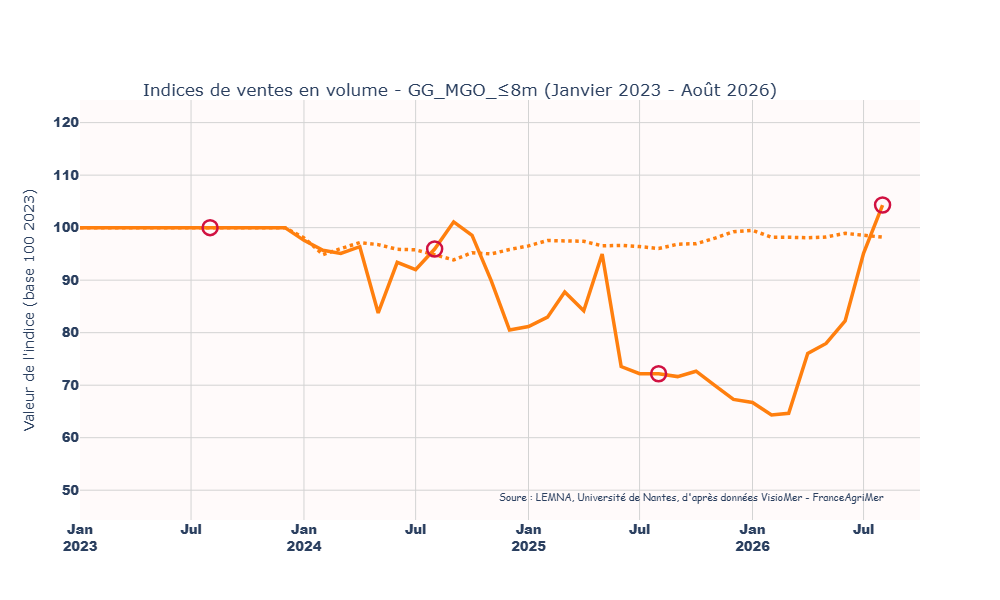 Indices de ventes en volume - GG_MGO_≤8m (Janvier 2023 - Août 2026)
Valeur de l'indice (base 100 2023)
120
110
100
90
80
70
60
50
Soure : LEMNA, Université de Nantes, d'après données VisioMer - FranceAgriMer
Jan Jul Jan Jul Jan Jul Jan Jul
2023 2024 2025 2026